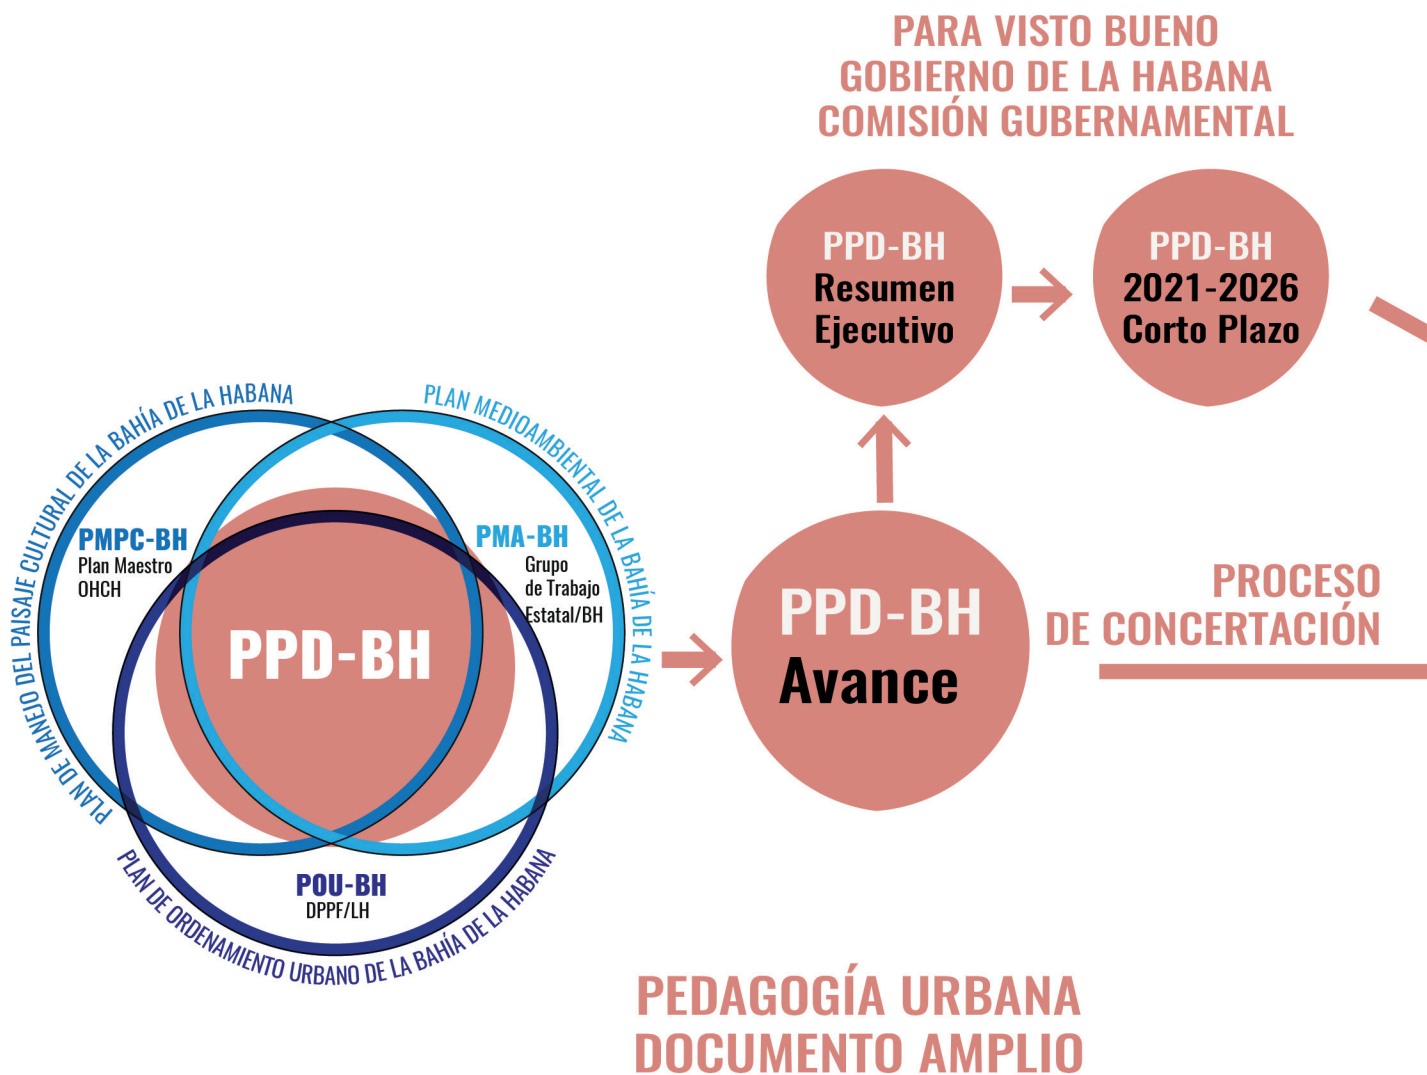 PARA VISTO BUENO
GOBIERNO DE LA HABANA
COMISIÓN GUBERNAMENTAL
PPD-BH
Resumen
Ejecutivo
PPD-BH
2021-2026
Corto Plazo
PLAN DE MANEJO DEL PAISAJE CULTURAL DE LA BAHÍA DE LA HABANA
PLAN MEDIOAMBIENTAL DE LA BAHÍA DE LA HABANA
PMPC-BH
Plan Maestro
OHCH
PMA-BH
Grupo
de Trabajo
Estatal/BH
PPD-BH
POU-BH
DPPF/LH
PLAN DE ORDENAMIENTO URBANO DE LA BAHÍA DE LA HABANA
PPD-BH
Avance
PROCESO
DE CONCERTACIÓN
PEDAGOGÍA URBANA
DOCUMENTO AMPLIO